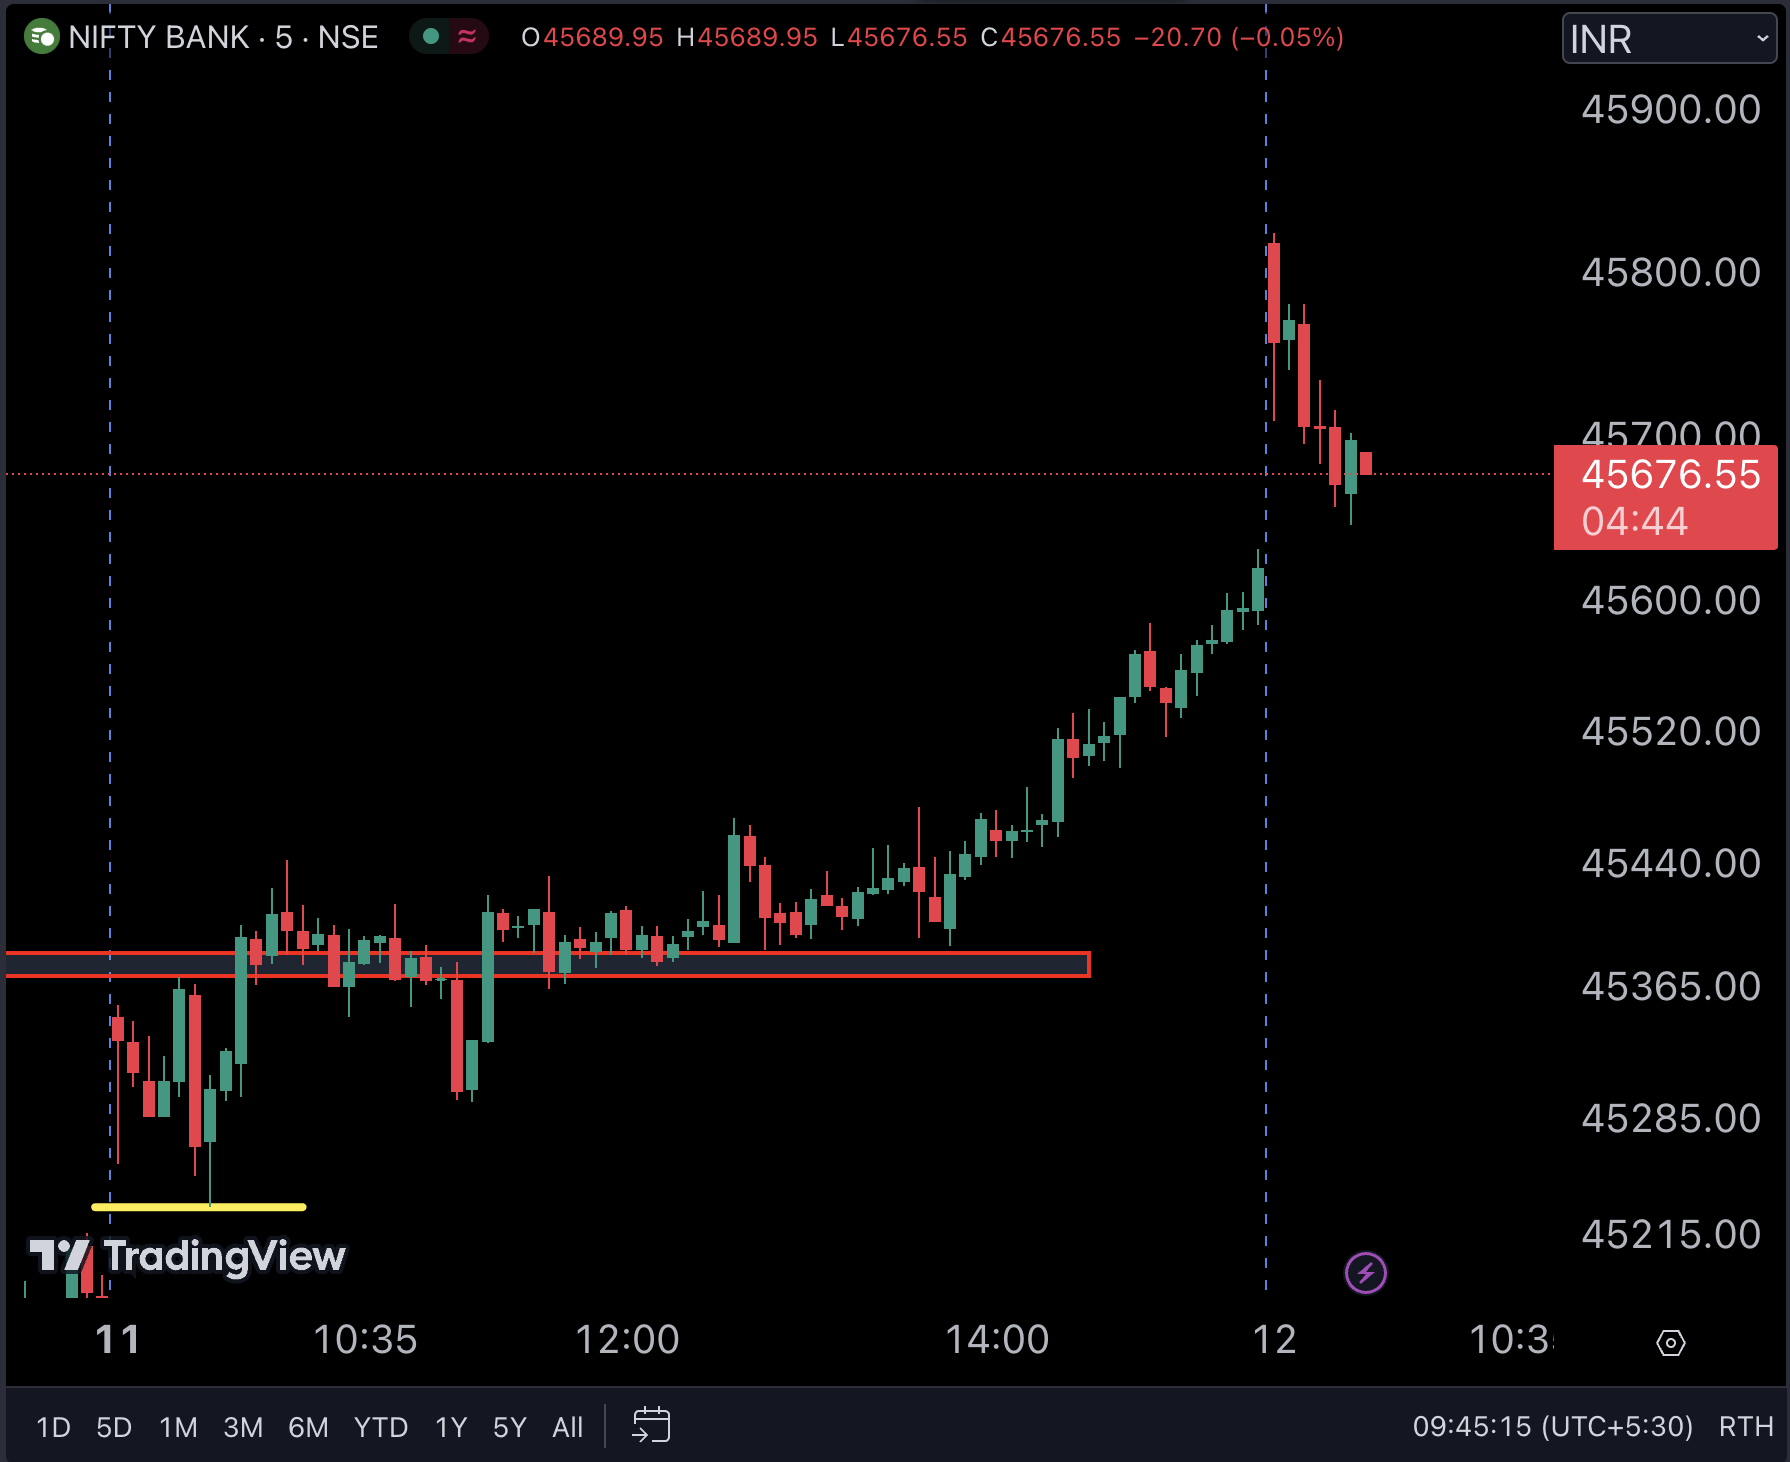 NIFTY BANK · 5 · NSE O45689.95 H45689.95 L45676.55 C45676.55 −20.70 (−0.05%)
INR
45900.00
45800.00
45700.00
45676.55
04:44
45600.00
45520.00
45440.00
45365.00
45285.00
45215.00
TradingView
11 10:35 12:00 14:00 12 10:3
1D 5D 1M 3M 6M YTD 1Y 5Y All 09:45:15 (UTC+5:30) RTH